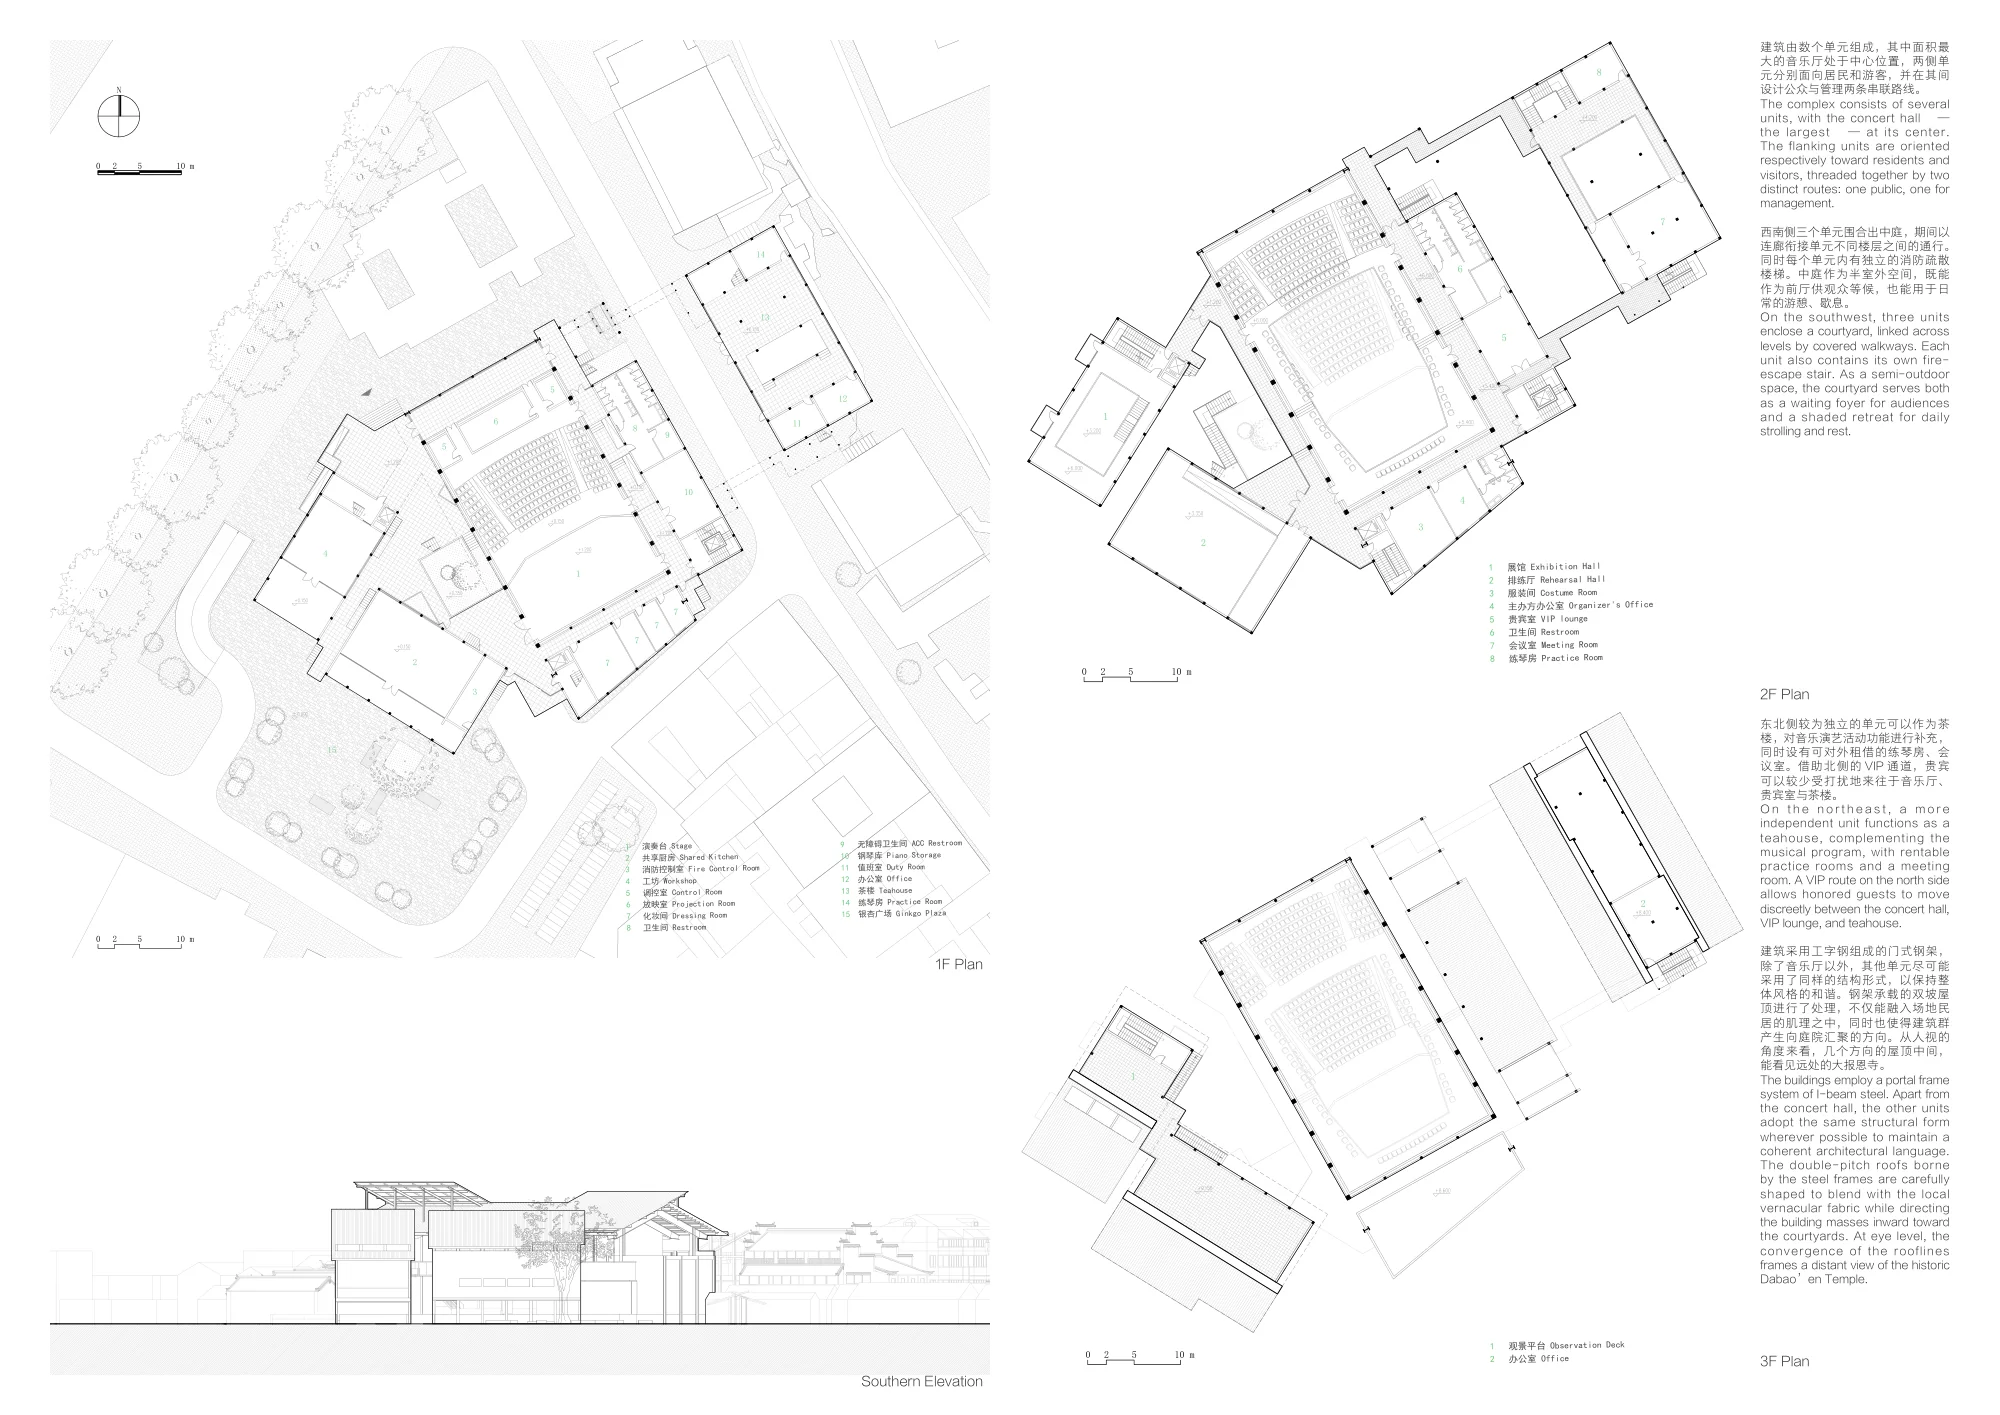 N
0 2 5 10 m
1 演奏台 Stage
2 共享厨房 Shared Kitchen
3 消防控制室 Fire Control Room
4 工坊 Workshop
5 调控室 Control Room
6 放映室 Projection Room
7 化妆间 Dressing Room
8 卫生间 Restroom
9 无障碍卫生间 ACC Restroom
10 钢琴库 Piano Storage
11 值班室 Duty Room
12 办公室 Office
13 茶楼 Teahouse
14 练琴房 Practice Room
15 银杏广场 Ginkgo Plaza
0 2 5 10 m
1F Plan
Southern Elevation
1 展馆 Exhibition Hall
2 排练厅 Rehearsal Hall
3 服装间 Costume Room
4 主办方办公室 Organizer's Office
5 贵宾室 VIP lounge
6 卫生间 Restroom
7 会议室 Meeting Room
8 练琴房 Practice Room
0 2 5 10 m
2F Plan
1 观景平台 Observation Deck
2 办公室 Office
0 2 5 10 m
3F Plan
建筑由数个单元组成，其中面积最
大的音乐厅处于中心位置，两侧单
元分别面向居民和游客，并在其间
设计公众与管理两条串联路线。
The complex consists of several
units, with the concert hall —
the largest — at its center.
The flanking units are oriented
respectively toward residents and
visitors, threaded together by two
distinct routes: one public, one for
management.
西南侧三个单元围合出中庭，期间以
连廊衔接单元不同楼层之间的通行。
同时每个单元内有独立的消防疏散
楼梯。中庭作为半室外空间，既能
作为前厅供观众等候，也能用于日
常的游憩、歇息。
On the southwest, three units
enclose a courtyard, linked across
levels by covered walkways. Each
unit also contains its own fire-
escape stair. As a semi-outdoor
space, the courtyard serves both
as a waiting foyer for audiences
and a shaded retreat for daily
strolling and rest.
东北侧较为独立的单元可以作为茶
楼，对音乐演艺活动功能进行补充，
同时设有可对外租借的练琴房、会
议室。借助北侧的 VIP 通道，贵宾
可以较少受打扰地来往于音乐厅、
贵宾室与茶楼。
On the northeast, a more
independent unit functions as a
teahouse, complementing the
musical program, with rentable
practice rooms and a meeting
room. A VIP route on the north side
allows honored guests to move
discreetly between the concert hall,
VIP lounge, and teahouse.
建筑采用工字钢组成的门式钢架，
除了音乐厅以外，其他单元尽可能
采用了同样的结构形式，以保持整
体风格的和谐。钢架承载的双坡屋
顶进行了处理，不仅能融入场地民
居的肌理之中，同时也使得建筑群
产生向庭院汇聚的方向。从人视的
角度来看，几个方向的屋顶中间，
能看见远处的大报恩寺。
The buildings employ a portal frame
system of I-beam steel. Apart from
the concert hall, the other units
adopt the same structural form
wherever possible to maintain a
coherent architectural language.
The double-pitch roofs borne
by the steel frames are carefully
shaped to blend with the local
vernacular fabric while directing
the building masses inward toward
the courtyards. At eye level, the
convergence of the rooflines
frames a distant view of the historic
Dabao’en Temple.